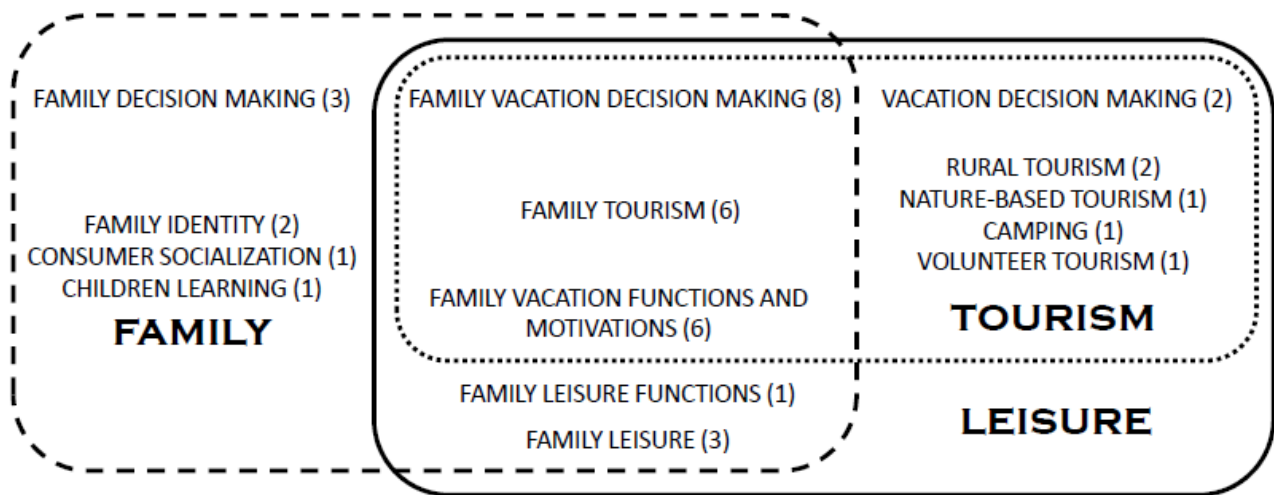 FAMILY DECISION MAKING (3)
FAMILY VACATION DECISION MAKING (8)
VACATION DECISION MAKING (2)
FAMILY IDENTITY (2)
CONSUMER SOCIALIZATION (1)
CHILDREN LEARNING (1)
FAMILY
FAMILY TOURISM (6)
FAMILY VACATION FUNCTIONS AND
MOTIVATIONS (6)
RURAL TOURISM (2)
NATURE-BASED TOURISM (1)
CAMPING (1)
VOLUNTEER TOURISM (1)
TOURISM
FAMILY LEISURE FUNCTIONS (1)
FAMILY LEISURE (3)
LEISURE